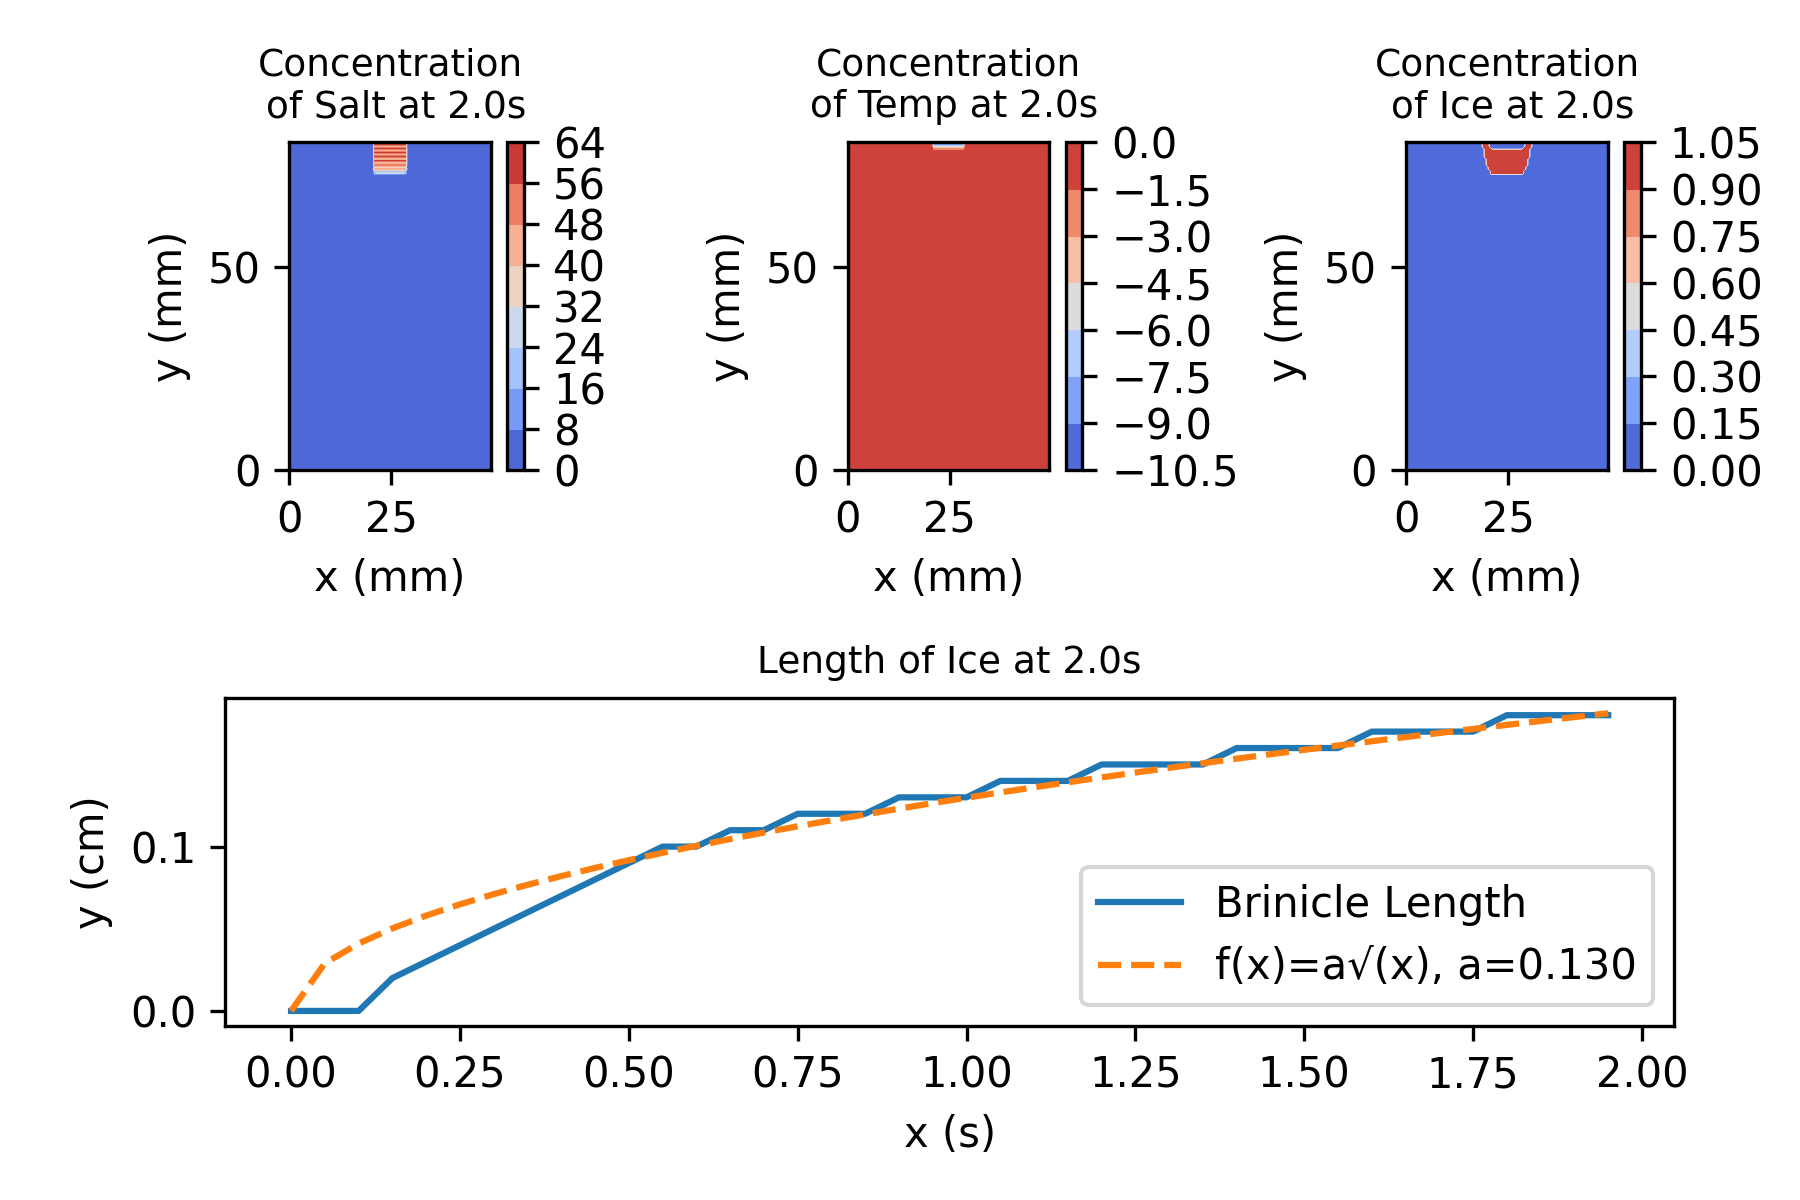 Concentration
of Salt at 2.0s
y (mm)
50
0
0 25
x (mm)
64
56
48
40
32
24
16
8
0
Concentration
of Temp at 2.0s
y (mm)
50
0
0 25
x (mm)
0.0
−1.5
−3.0
−4.5
−6.0
−7.5
−9.0
−10.5
Concentration
of Ice at 2.0s
y (mm)
50
0
0 25
x (mm)
1.05
0.90
0.75
0.60
0.45
0.30
0.15
0.00
Length of Ice at 2.0s
y (cm)
0.1
0.0
Brinicle Length
f(x)=a√(x), a=0.130
0.00 0.25 0.50 0.75 1.00 1.25 1.50 1.75 2.00
x (s)